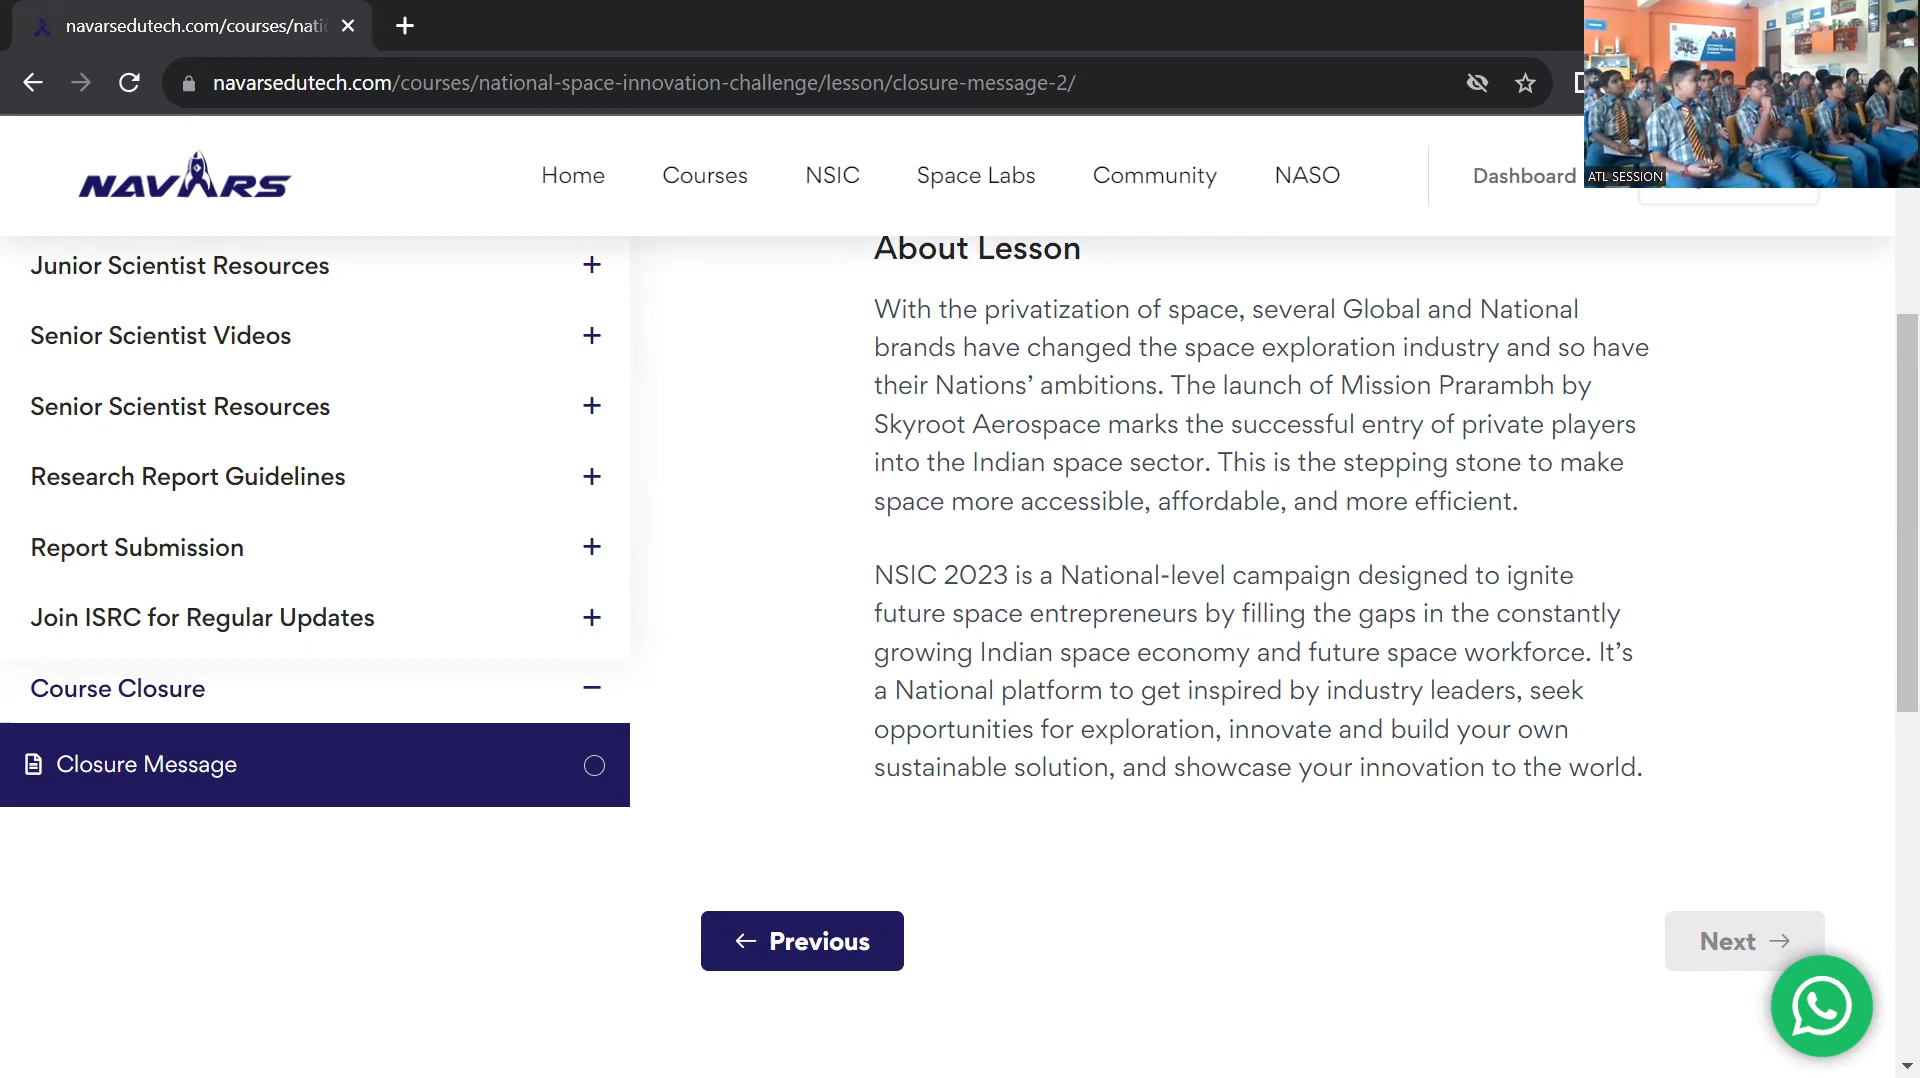 navarsedutech.com/courses/nati
navarsedutech.com/courses/national-space-innovation-challenge/lesson/closure-message-2/
ATL SESSION
NAVARS
Home
Courses
NSIC
Space Labs
Community
NASO
Dashboard
Junior Scientist Resources
Senior Scientist Videos
Senior Scientist Resources
Research Report Guidelines
Report Submission
Join ISRC for Regular Updates
Course Closure
Closure Message
About Lesson
With the privatization of space, several Global and National
brands have changed the space exploration industry and so have
their Nations’ ambitions. The launch of Mission Prarambh by
Skyroot Aerospace marks the successful entry of private players
into the Indian space sector. This is the stepping stone to make
space more accessible, affordable, and more efficient.
NSIC 2023 is a National-level campaign designed to ignite
future space entrepreneurs by filling the gaps in the constantly
growing Indian space economy and future space workforce. It’s
a National platform to get inspired by industry leaders, seek
opportunities for exploration, innovate and build your own
sustainable solution, and showcase your innovation to the world.
← Previous
Next →